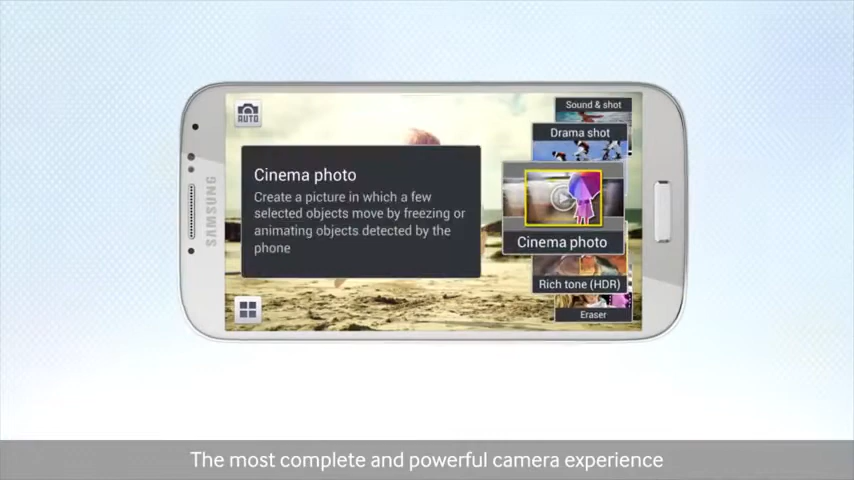 SAMSUNG
AUTO
Cinema photo
Create a picture in which a few
selected objects move by freezing or
animating objects detected by the
phone
Sound & shot
Drama shot
Cinema photo
Rich tone (HDR)
Eraser
The most complete and powerful camera experience